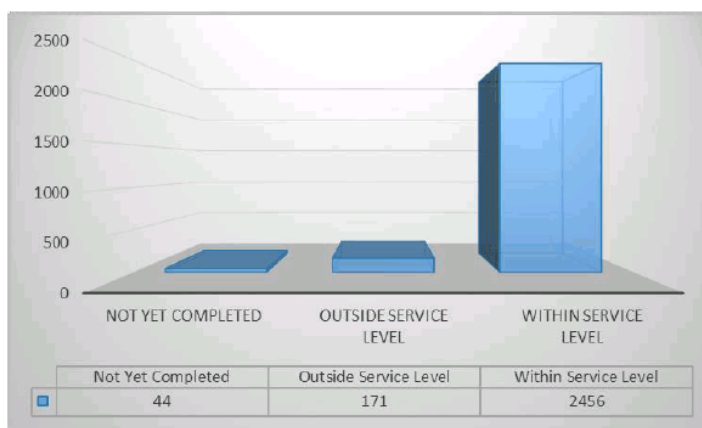 2500
2000
1500
1000
500
0
NOT YET COMPLETED
OUTSIDE SERVICE
LEVEL
WITHIN SERVICE
LEVEL
Not Yet Completed Outside Service Level Within Service Level
44 171 2456